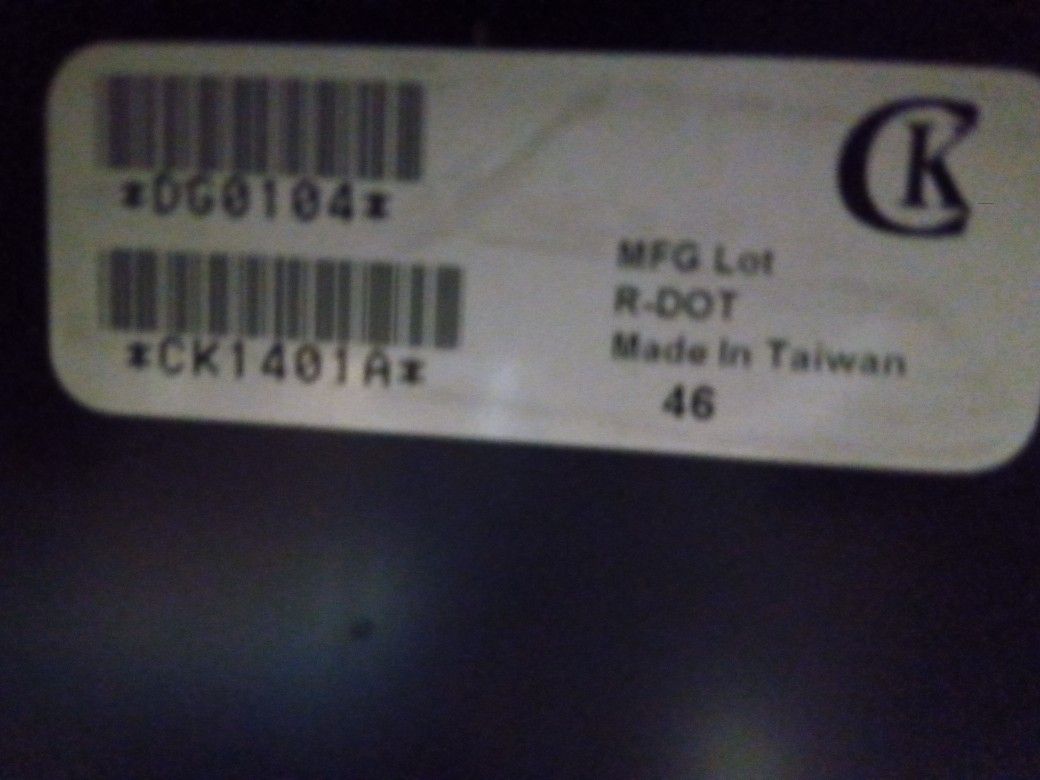 *DG0104*
*CK1401A*
CK
MFG Lot
R-DOT
Made In Taiwan
46